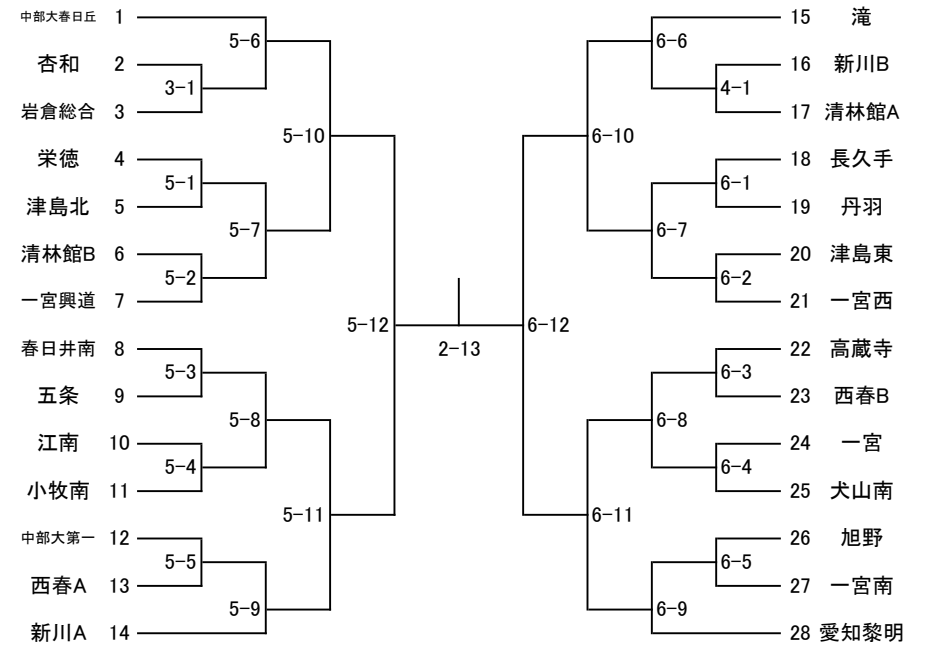 中部大春日丘 1
杏和 2
岩倉総合 3
栄徳 4
津島北 5
清林館B 6
一宮興道 7
春日井南 8
五条 9
江南 10
小牧南 11
中部大第一 12
西春A 13
新川A 14
5-6
3-1
5-1
5-7
5-2
5-3
5-8
5-4
5-5
5-9
5-10
5-11
5-12
2-13
6-12
6-10
6-11
6-6
4-1
6-1
6-7
6-2
6-3
6-8
6-4
6-5
6-9
15 滝
16 新川B
17 清林館A
18 長久手
19 丹羽
20 津島東
21 一宮西
22 高蔵寺
23 西春B
24 一宮
25 犬山南
26 旭野
27 一宮南
28 愛知黎明